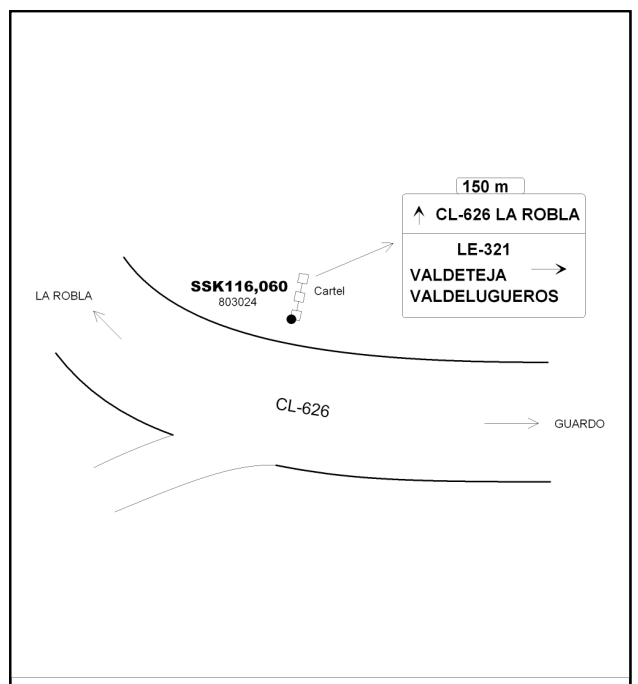 150 m
CL-626 LA ROBLA
LE-321
VALDETEJA
VALDELUGUEROS
SSK116,060
803024
Cartel
LA ROBLA
CL-626
GUARDO